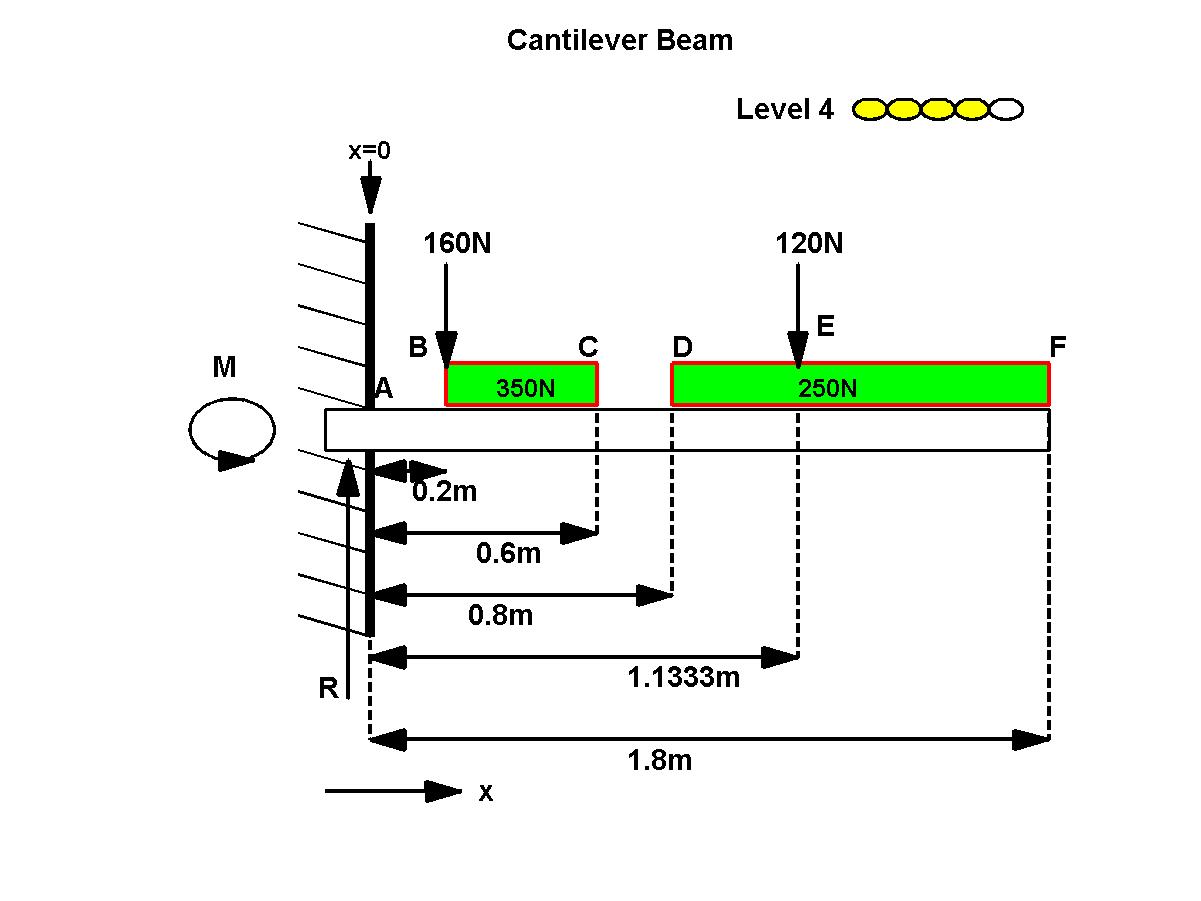 Cantilever Beam
Level 4
x=0
160N
120N
E
B
C
D
F
M
A
350N
250N
0.2m
0.6m
0.8m
1.1333m
R
1.8m
x